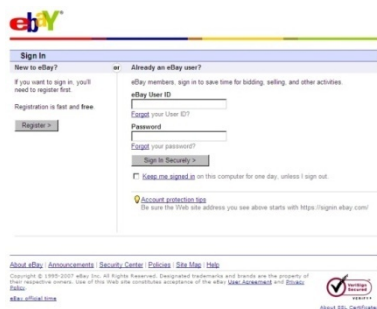 ebY
Sign In
New to eBay?
or
Already an eBay user?
If you want to sign in, you'll
need to register first.
Registration is fast and free.
Register >
eBay members, sign in to save time for bidding, selling, and other activities.
eBay User ID
Forgot your User ID?
Password
Forgot your password?
Sign In Securely >
Keep me signed in on this computer for one day, unless I sign out.
Account protection tips
Be sure the Web site address you see above starts with https://signin.ebay.com/
About eBay | Announcements | Security Center | Policies | Site Map | Help
Copyright © 1995-2007 eBay Inc. All Rights Reserved. Designated trademarks and brands are the property of
their respective owners. Use of this Web site constitutes acceptance of the eBay User Agreement and Privacy
Policy.
eBay official time
VeriSign
Secured
VERIFY
About SSL Certificates